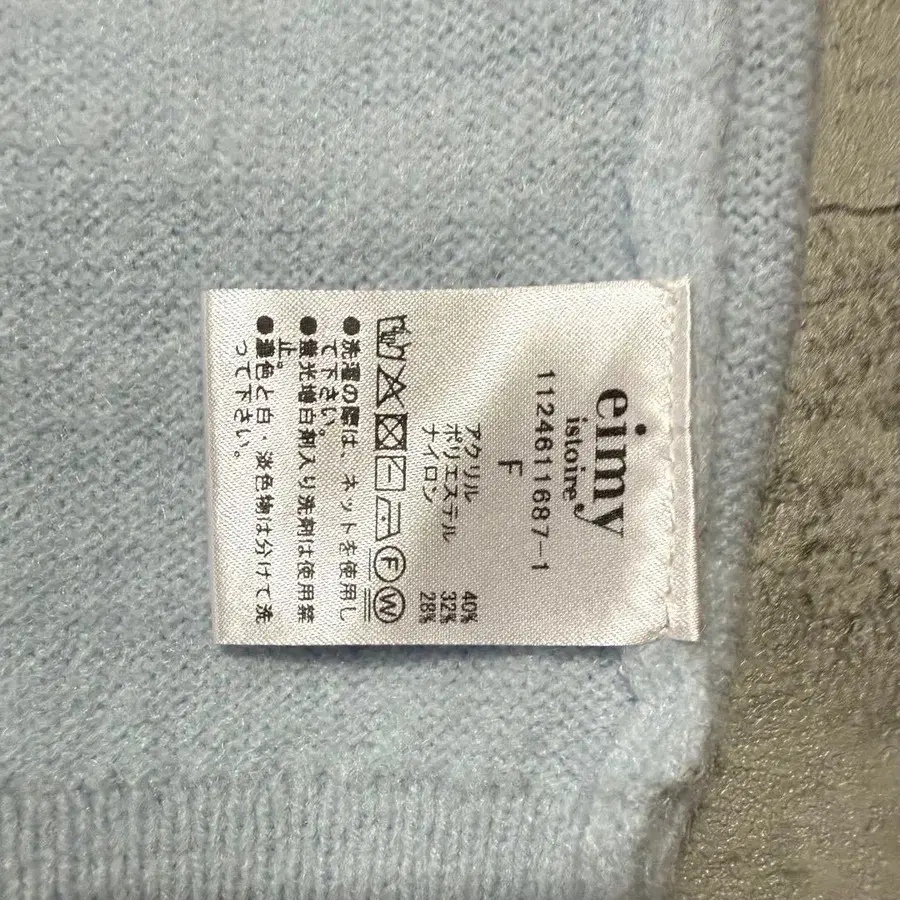 eimy
istoire
1124611687-1
F
アクリル 40%
ポリエステル 32%
ナイロン 28%
F W
●洗濯の際は、ネットを使用し
て下さい。
●蛍光増白剤入り洗剤は使用禁
止。
●濃色と白・淡色物は分けて洗
って下さい。